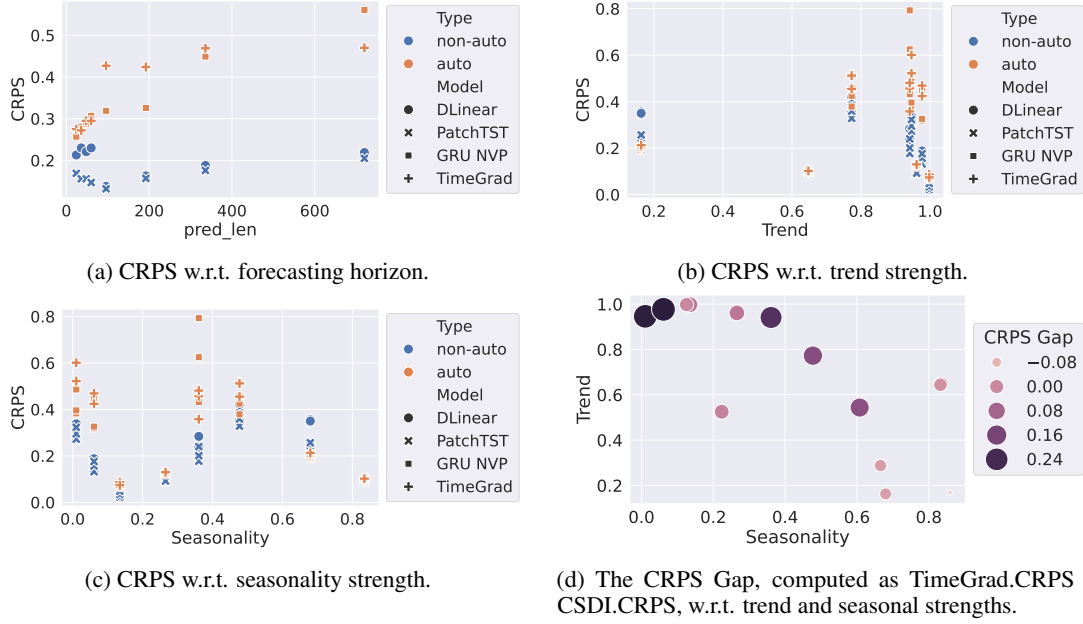 0.5
0.4
0.3
0.2
CRPS
0
200
400
600
pred_len
Type
non-auto
auto
Model
DLinear
PatchTST
GRU NVP
TimeGrad
(a) CRPS w.r.t. forecasting horizon.
0.8
0.6
0.4
0.2
0.0
CRPS
0.2
0.4
0.6
0.8
1.0
Trend
Type
non-auto
auto
Model
DLinear
PatchTST
GRU NVP
TimeGrad
(b) CRPS w.r.t. trend strength.
0.8
0.6
0.4
0.2
0.0
CRPS
0.0
0.2
0.4
0.6
0.8
Seasonality
Type
non-auto
auto
Model
DLinear
PatchTST
GRU NVP
TimeGrad
(c) CRPS w.r.t. seasonality strength.
1.0
0.8
0.6
0.4
0.2
Trend
0.0
0.2
0.4
0.6
0.8
Seasonality
CRPS Gap
−0.08
0.00
0.08
0.16
0.24
(d) The CRPS Gap, computed as TimeGrad.CRPS
CSDI.CRPS, w.r.t. trend and seasonal strengths.